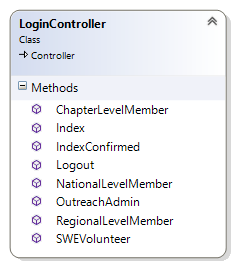 LoginController
Class
Controller
Methods
ChapterLevelMember
Index
IndexConfirmed
Logout
NationalLevelMember
OutreachAdmin
RegionalLevelMember
SWEVolunteer